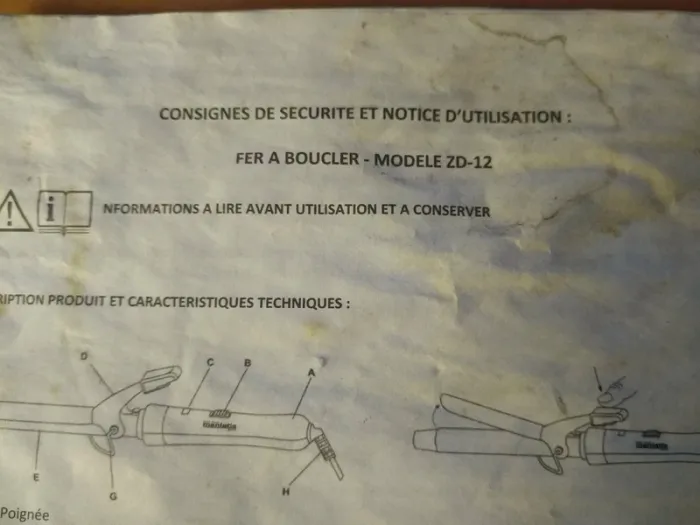 CONSIGNES DE SECURITE ET NOTICE D'UTILISATION :
FER A BOUCLER - MODELE ZD-12
i NFORMATIONS A LIRE AVANT UTILISATION ET A CONSERVER
RIPTION PRODUIT ET CARACTERISTIQUES TECHNIQUES :
D C B A
E G H
Poignée